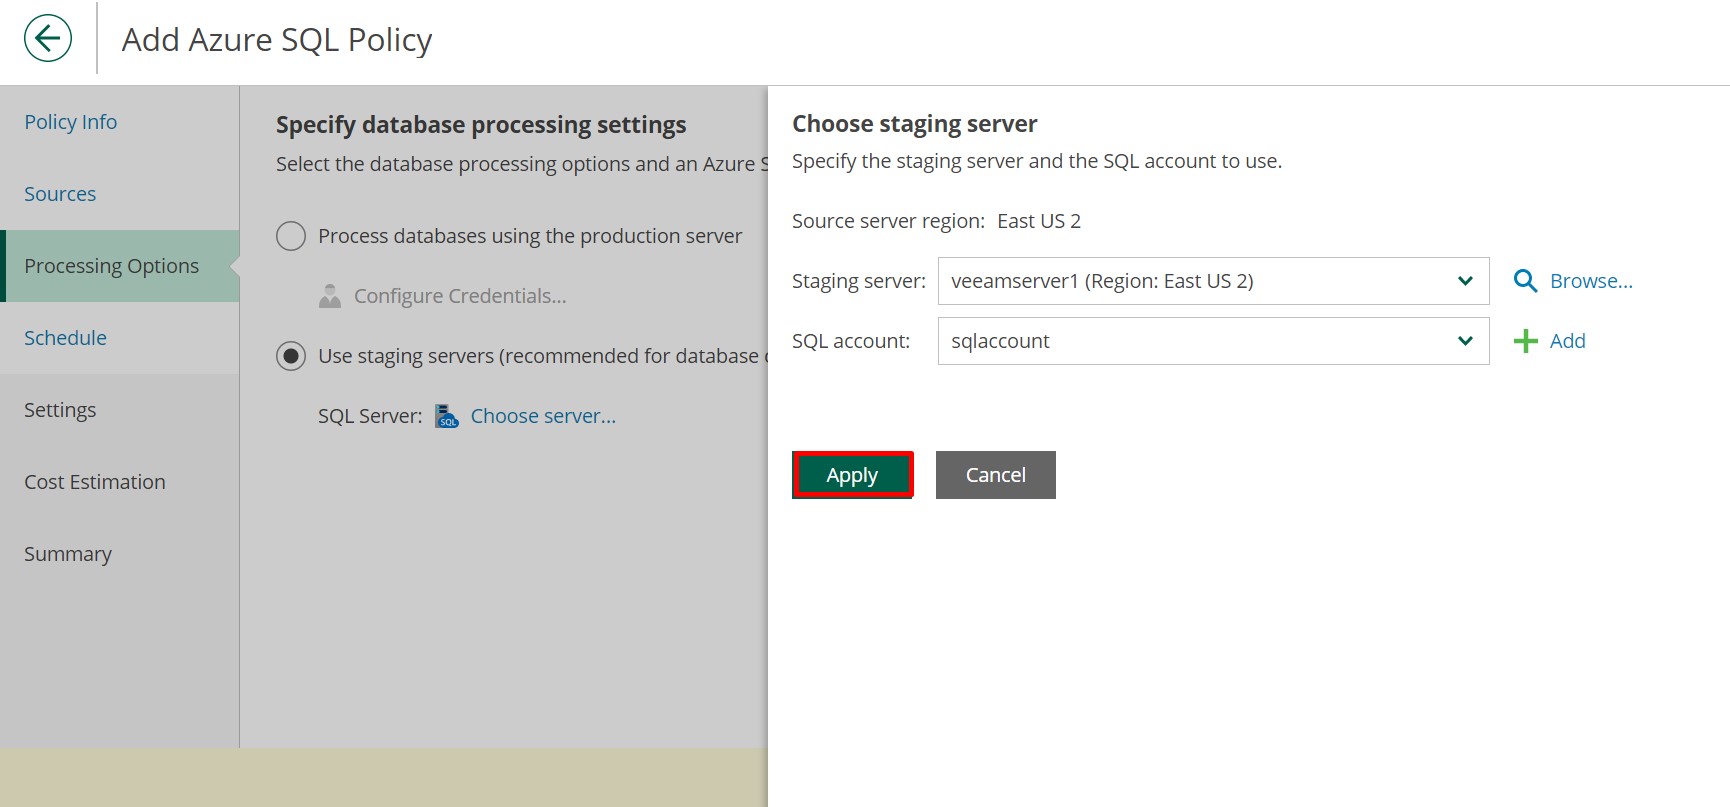 Add Azure SQL Policy
Policy Info
Sources
Processing Options
Schedule
Settings
Cost Estimation
Summary
Specify database processing settings
Select the database processing options and an Azure S
Process databases using the production server
Configure Credentials...
Use staging servers (recommended for database
SQL Server: SQL Choose server...
Choose staging server
Specify the staging server and the SQL account to use.
Source server region: East US 2
Staging server: veeamserver1 (Region: East US 2) Browse...
SQL account: sqlaccount Add
Apply Cancel